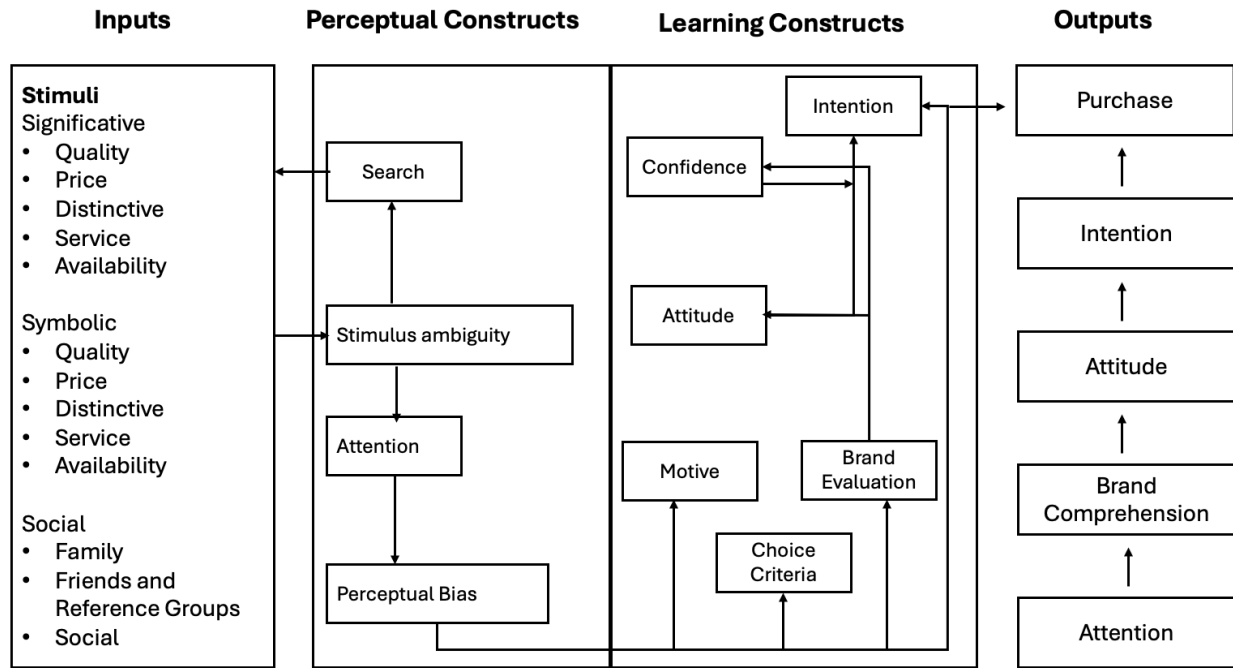 Inputs
Perceptual Constructs
Learning Constructs
Outputs
Stimuli
Significative
• Quality
• Price
• Distinctive
• Service
• Availability
Symbolic
• Quality
• Price
• Distinctive
• Service
• Availability
Social
• Family
• Friends and
Reference Groups
• Social
Search
Stimulus ambiguity
Attention
Perceptual Bias
Intention
Confidence
Attitude
Motive
Brand
Evaluation
Choice
Criteria
Purchase
Intention
Attitude
Brand
Comprehension
Attention